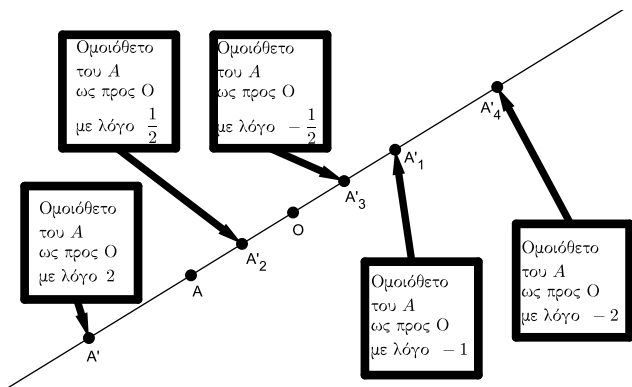 Ομοιόθετο
του A
ως προς Ο
με λόγο 1/2
Ομοιόθετο
του A
ως προς Ο
με λόγο −1/2
A'4
A'1
A'3
Ομοιόθετο
του A
ως προς Ο
με λόγο 2
O
A'2
A
A'
Ομοιόθετο
του A
ως προς Ο
με λόγο −1
Ομοιόθετο
του A
ως προς Ο
με λόγο −2